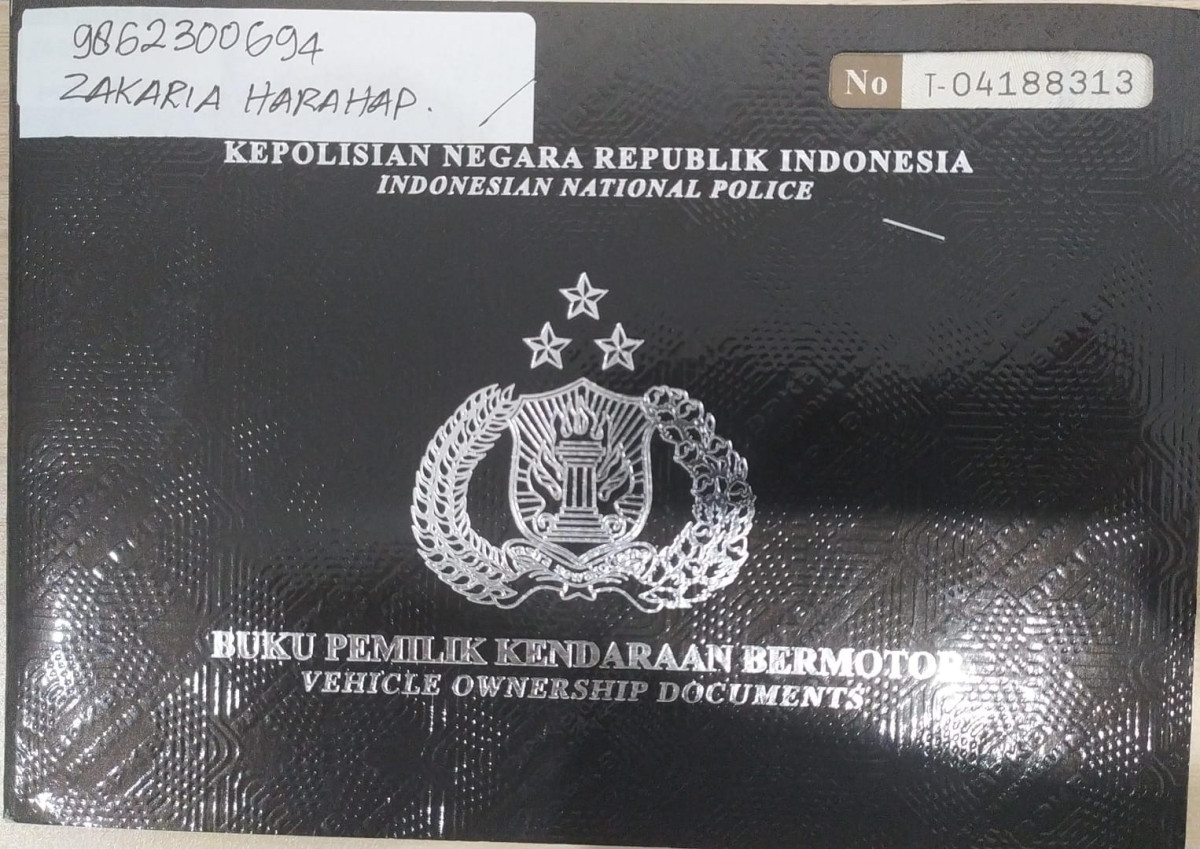 9862300694
ZAKARIA HARAHAP.
No T-04188313
KEPOLISIAN NEGARA REPUBLIK INDONESIA
INDONESIAN NATIONAL POLICE
BUKU PEMILIK KENDARAAN BERMOTOR
VEHICLE OWNERSHIP DOCUMENTS